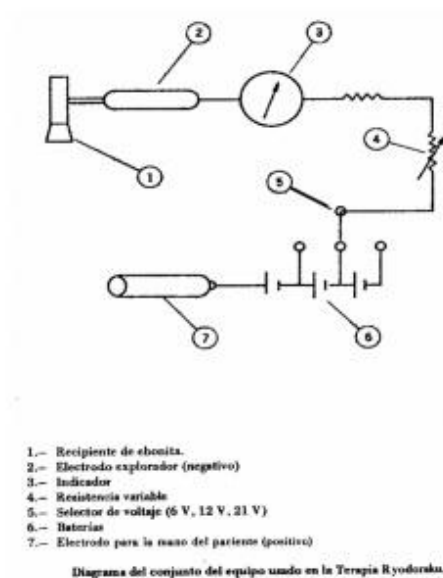 2
3
4
1
5
7
6
1.— Recipiente de ebonita.
2.— Electrodo explorador (negativo)
3.— Indicador
4.— Resistencia variable
5.— Selector de voltaje (6 V, 12 V, 21 V)
6.— Baterías
7.— Electrodo para la mano del paciente (positivo)
Diagrama del conjunto del equipo usado en la Terapia Ryodoraku